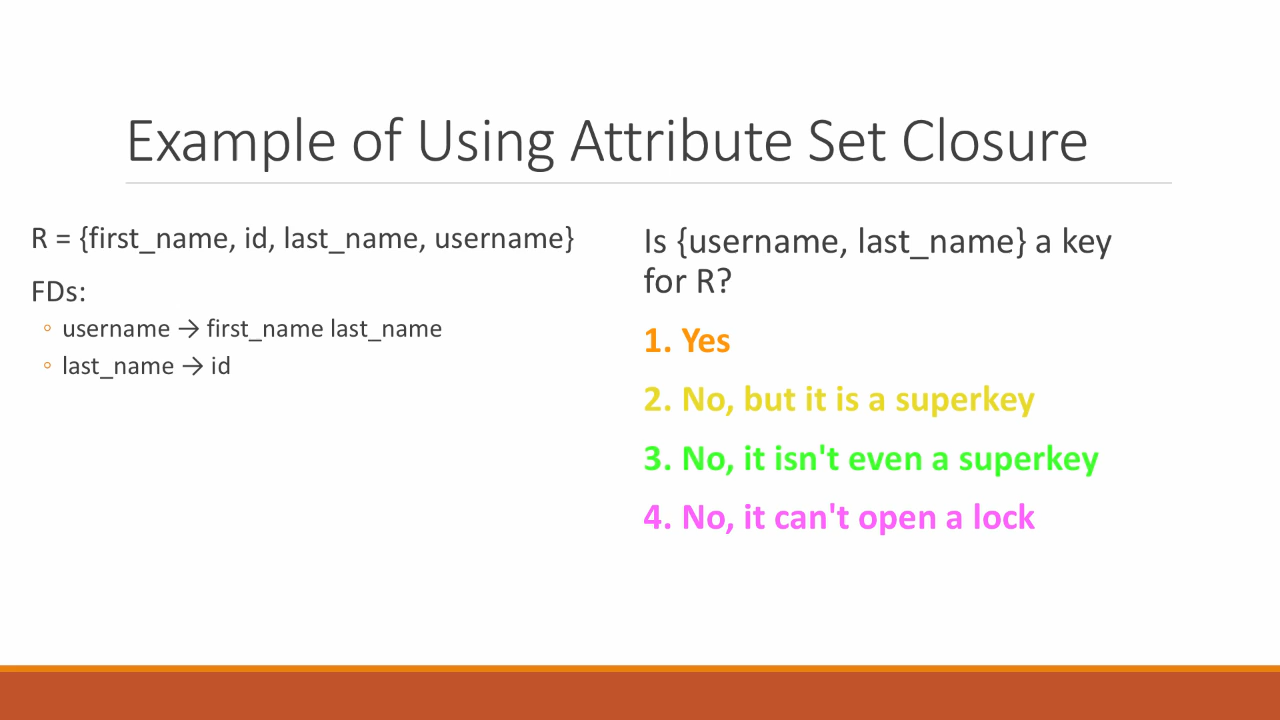 Example of Using Attribute Set Closure
R = {first_name, id, last_name, username}
FDs:
◦ username → first_name last_name
◦ last_name → id
Is {username, last_name} a key
for R?
1. Yes
2. No, but it is a superkey
3. No, it isn't even a superkey
4. No, it can't open a lock